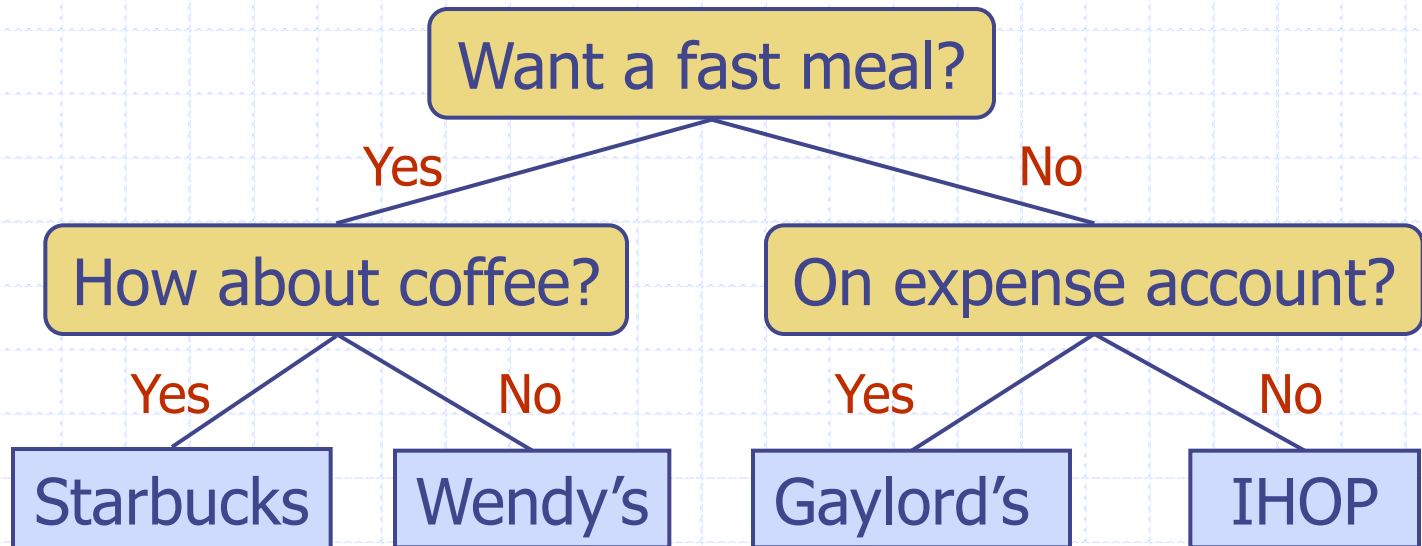 Want a fast meal?
Yes
No
How about coffee?
On expense account?
Yes
No
Yes
No
Starbucks
Wendy’s
Gaylord’s
IHOP